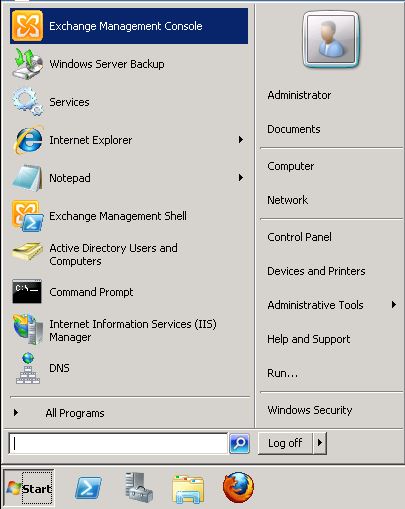 Exchange Management Console
Windows Server Backup
Services
Internet Explorer
Notepad
Exchange Management Shell
Active Directory Users and
Computers
C:\_
Command Prompt
Internet Information Services (IIS)
Manager
DNS
All Programs
Administrator
Documents
Computer
Network
Control Panel
Devices and Printers
Administrative Tools
Help and Support
Run...
Windows Security
Log off
Start